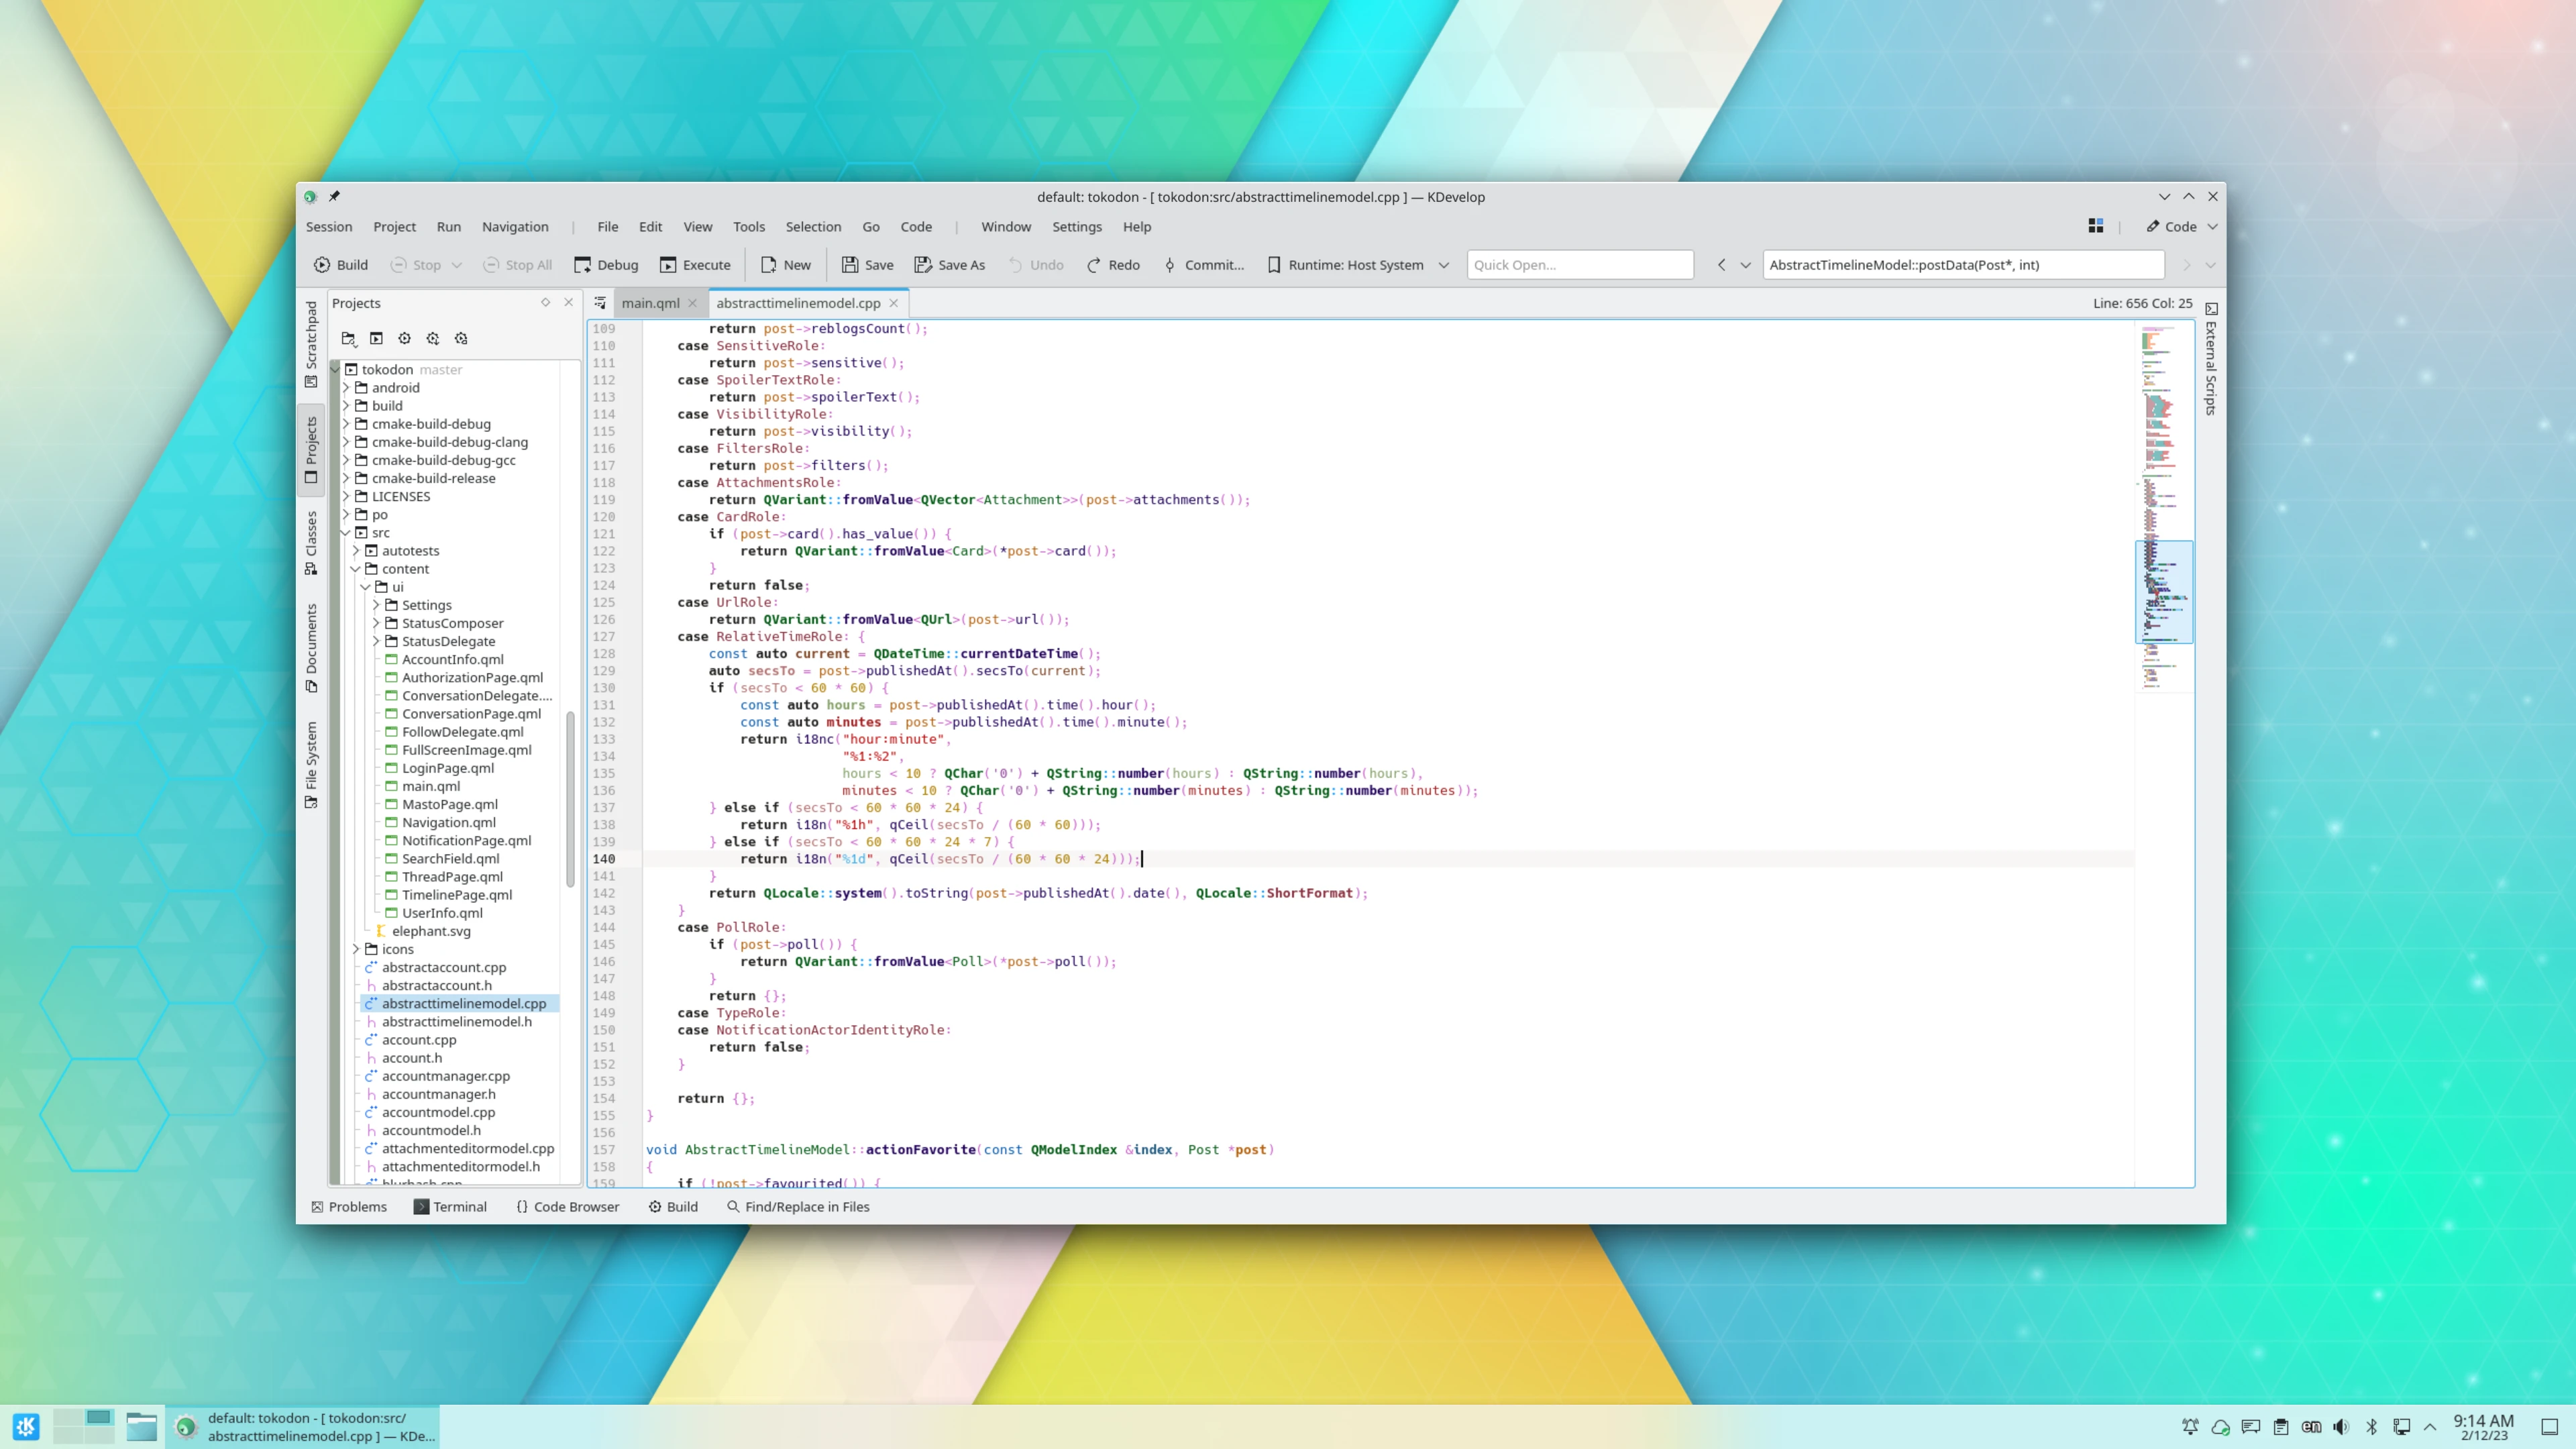 default: tokodon - [ tokodon:src/abstracttimelinemodel.cpp ] — KDevelop
Session Project Run Navigation | File Edit View Tools Selection Go Code | Window Settings Help | Code
Build Stop Stop All Debug Execute New Save Save As Undo Redo Commit... Runtime: Host System Quick Open... AbstractTimelineModel::postData(Post*, int)
Scratchpad
Projects
Classes
Documents
File System
Projects
tokodon master
android
build
cmake-build-debug
cmake-build-debug-clang
cmake-build-debug-gcc
cmake-build-release
LICENSES
po
src
autotests
content
ui
Settings
StatusComposer
StatusDelegate
AccountInfo.qml
AuthorizationPage.qml
ConversationDelegate....
ConversationPage.qml
FollowDelegate.qml
FullScreenImage.qml
LoginPage.qml
main.qml
MastoPage.qml
Navigation.qml
NotificationPage.qml
SearchField.qml
ThreadPage.qml
TimelinePage.qml
UserInfo.qml
elephant.svg
icons
abstractaccount.cpp
abstractaccount.h
abstracttimelinemodel.cpp
abstracttimelinemodel.h
account.cpp
account.h
accountmanager.cpp
accountmanager.h
accountmodel.cpp
accountmodel.h
attachmenteditormodel.cpp
attachmenteditormodel.h
blurhash.cpp
main.qml abstracttimelinemodel.cpp Line: 656 Col: 25
109 return post->reblogsCount();
110 case SensitiveRole:
111 return post->sensitive();
112 case SpoilerTextRole:
113 return post->spoilerText();
114 case VisibilityRole:
115 return post->visibility();
116 case FiltersRole:
117 return post->filters();
118 case AttachmentsRole:
119 return QVariant::fromValue<QVector<Attachment>>(post->attachments());
120 case CardRole:
121 if (post->card().has_value()) {
122 return QVariant::fromValue<Card>(*post->card());
123 }
124 return false;
125 case UrlRole:
126 return QVariant::fromValue<QUrl>(post->url());
127 case RelativeTimeRole: {
128 const auto current = QDateTime::currentDateTime();
129 auto secsTo = post->publishedAt().secsTo(current);
130 if (secsTo < 60 * 60) {
131 const auto hours = post->publishedAt().time().hour();
132 const auto minutes = post->publishedAt().time().minute();
133 return i18nc("hour:minute",
134 "%1:%2",
135 hours < 10 ? QChar('0') + QString::number(hours) : QString::number(hours),
136 minutes < 10 ? QChar('0') + QString::number(minutes) : QString::number(minutes));
137 } else if (secsTo < 60 * 60 * 24) {
138 return i18n("%1h", qCeil(secsTo / (60 * 60)));
139 } else if (secsTo < 60 * 60 * 24 * 7) {
140 return i18n("%1d", qCeil(secsTo / (60 * 60 * 24)));
141 }
142 return QLocale::system().toString(post->publishedAt().date(), QLocale::ShortFormat);
143 }
144 case PollRole:
145 if (post->poll()) {
146 return QVariant::fromValue<Poll>(*post->poll());
147 }
148 return {};
149 case TypeRole:
150 case NotificationActorIdentityRole:
151 return false;
152 }
153
154 return {};
155 }
156
157 void AbstractTimelineModel::actionFavorite(const QModelIndex &index, Post *post)
158 {
159 if (!post->favourited()) {
External Scripts
Problems Terminal Code Browser Build Find/Replace in Files
default: tokodon - [ tokodon:src/
abstracttimelinemodel.cpp ] — KDe...
en
9:14 AM
2/12/23